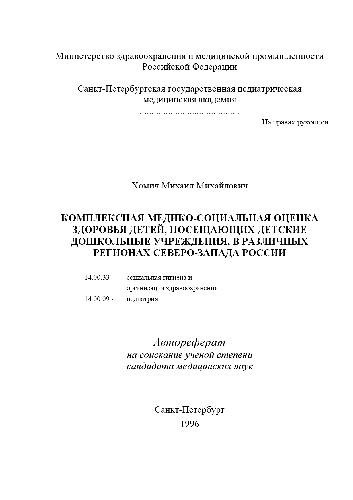 Министерство здравоохранения и медицинской промышленности
Российской Федерации
Санкт-Петербургская государственная педиатрическая
медицинская академия
На правах рукописи
Хомич Михаил Михайлович
КОМПЛЕКСНАЯ МЕДИКО-СОЦИАЛЬНАЯ ОЦЕНКА
ЗДОРОВЬЯ ДЕТЕЙ, ПОСЕЩАЮЩИХ ДЕТСКИЕ
ДОШКОЛЬНЫЕ УЧРЕЖДЕНИЯ, В РАЗЛИЧНЫХ
РЕГИОНАХ СЕВЕРО-ЗАПАДА РОССИИ
14.00.33 социальная гигиена и
организация здравоохранения
14.00.09 - педиатрия
Автореферат
на соискание ученой степени
кандидата медицинских наук
Санкт-Петербург
1996